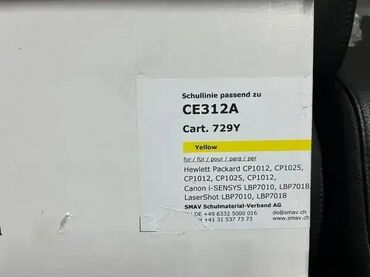 Schullinie passend zu
CE312A
Cart. 729Y
Yellow
for / für / pour / para / per
Hewlett Packard CP1012, CP1025,
CP1012, CP1025, CP1012,
Canon i-SENSYS LBP7010, LBP7018,
LaserShot LBP7010, LBP7018
SMAV Schulmaterial-Verband AG
DE +49 6332 5000 016 @smav.de
+41 31 537 73 73 @smav.ch